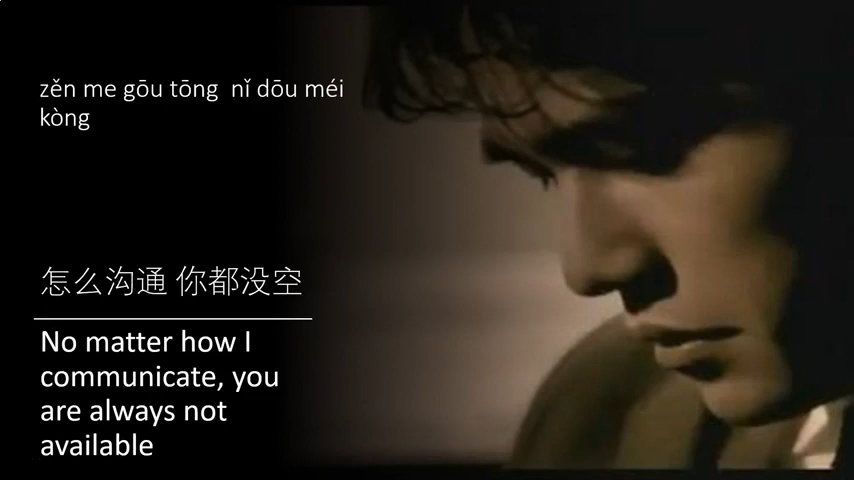 zěn me gōu tōng  nǐ dōu méi
kòng
怎么沟通 你都没空
No matter how I
communicate, you
are always not
available